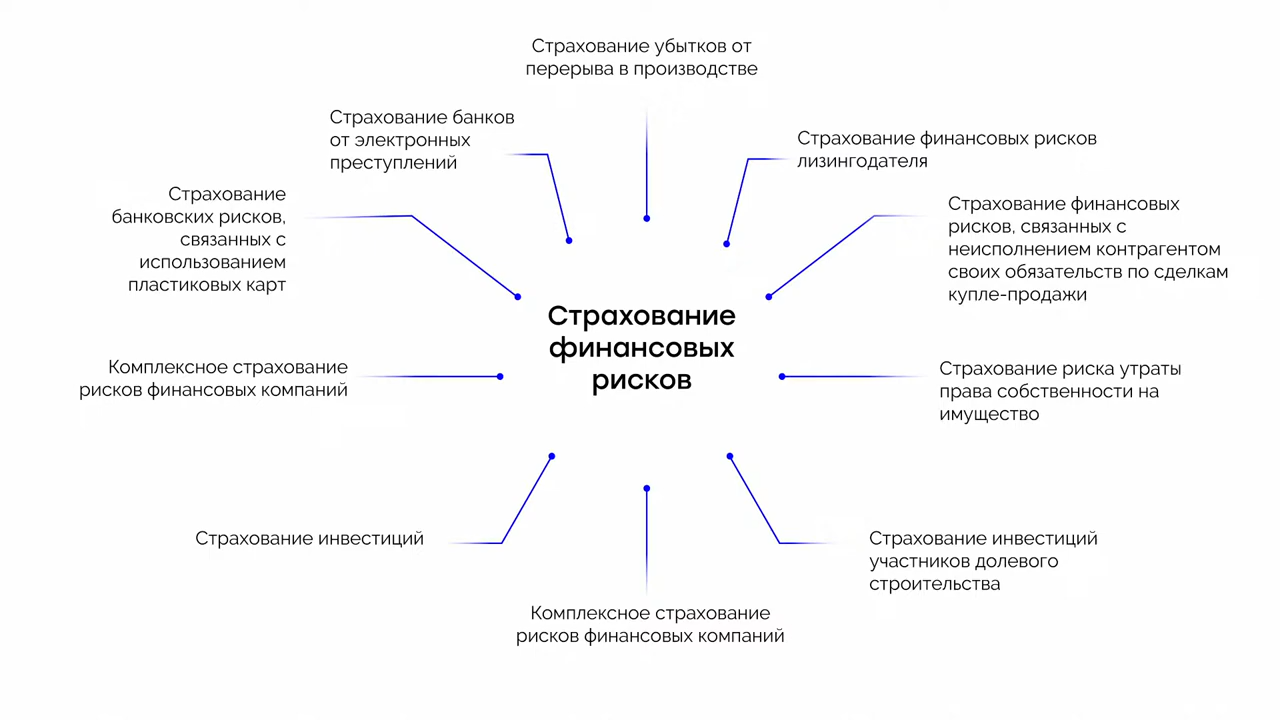 Страхование убытков от
перерыва в производстве
Страхование банков
от электронных
преступлений
Страхование финансовых рисков
лизингодателя
Страхование
банковских рисков,
связанных с
использованием
пластиковых карт
Страхование финансовых
рисков, связанных с
неисполнением контрагентом
своих обязательств по сделкам
купле-продажи
Страхование
финансовых
рисков
Комплексное страхование
рисков финансовых компаний
Страхование риска утраты
права собственности на
имущество
Страхование инвестиций
Страхование инвестиций
участников долевого
строительства
Комплексное страхование
рисков финансовых компаний